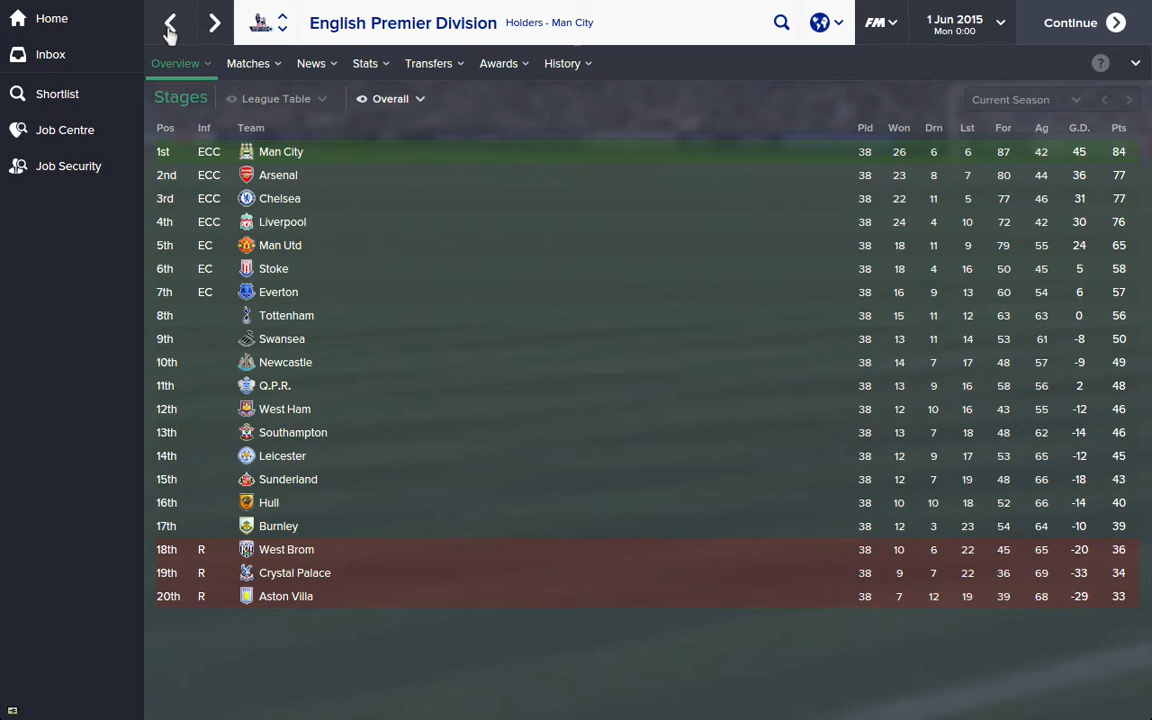 Home
English Premier Division Holders - Man City
FM
1 Jun 2015
Mon 0:00
Continue
Inbox
Shortlist
Job Centre
Job Security
Overview Matches News Stats Transfers Awards History ?
Stages League Table Overall Current Season
Pos Inf Team Pld Won Drn Lst For Ag G.D. Pts
1st ECC Man City 38 26 6 6 87 42 45 84
2nd ECC Arsenal 38 23 8 7 80 44 36 77
3rd ECC Chelsea 38 22 11 5 77 46 31 77
4th ECC Liverpool 38 24 4 10 72 42 30 76
5th EC Man Utd 38 18 11 9 79 55 24 65
6th EC Stoke 38 18 4 16 50 45 5 58
7th EC Everton 38 16 9 13 60 54 6 57
8th Tottenham 38 15 11 12 63 63 0 56
9th Swansea 38 13 11 14 53 61 -8 50
10th Newcastle 38 14 7 17 48 57 -9 49
11th Q.P.R. 38 13 9 16 58 56 2 48
12th West Ham 38 12 10 16 43 55 -12 46
13th Southampton 38 13 7 18 48 62 -14 46
14th Leicester 38 12 9 17 53 65 -12 45
15th Sunderland 38 12 7 19 48 66 -18 43
16th Hull 38 10 10 18 52 66 -14 40
17th Burnley 38 12 3 23 54 64 -10 39
18th R West Brom 38 10 6 22 45 65 -20 36
19th R Crystal Palace 38 9 7 22 36 69 -33 34
20th R Aston Villa 38 7 12 19 39 68 -29 33